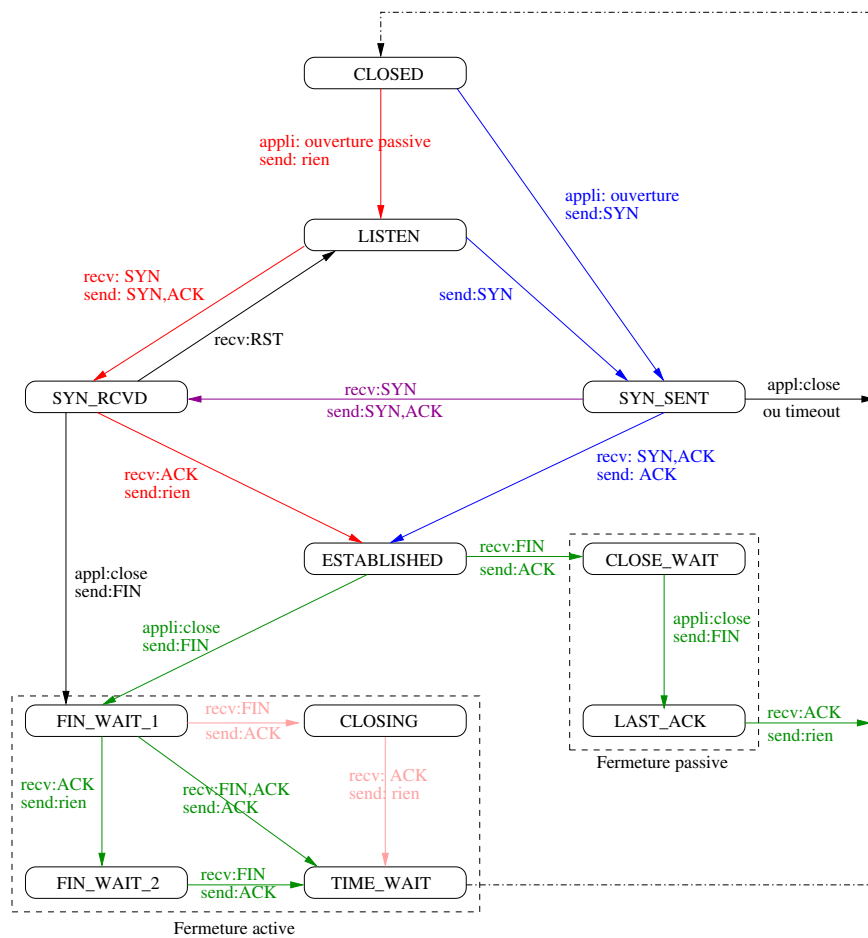 CLOSED
appli: ouverture passive
send: rien
appli: ouverture
send:SYN
LISTEN
recv: SYN
send: SYN,ACK
send:SYN
recv:RST
SYN_RCVD
recv:SYN
send:SYN,ACK
SYN_SENT
appl:close
ou timeout
recv:ACK
send:rien
recv: SYN,ACK
send: ACK
ESTABLISHED
recv:FIN
send:ACK
CLOSE_WAIT
appl:close
send:FIN
appli:close
send:FIN
appli:close
send:FIN
FIN_WAIT_1
recv:FIN
send:ACK
CLOSING
LAST_ACK
recv:ACK
send:rien
Fermeture passive
recv:ACK
send:rien
recv:FIN,ACK
send:ACK
recv: ACK
send: rien
FIN_WAIT_2
recv:FIN
send:ACK
TIME_WAIT
Fermeture active